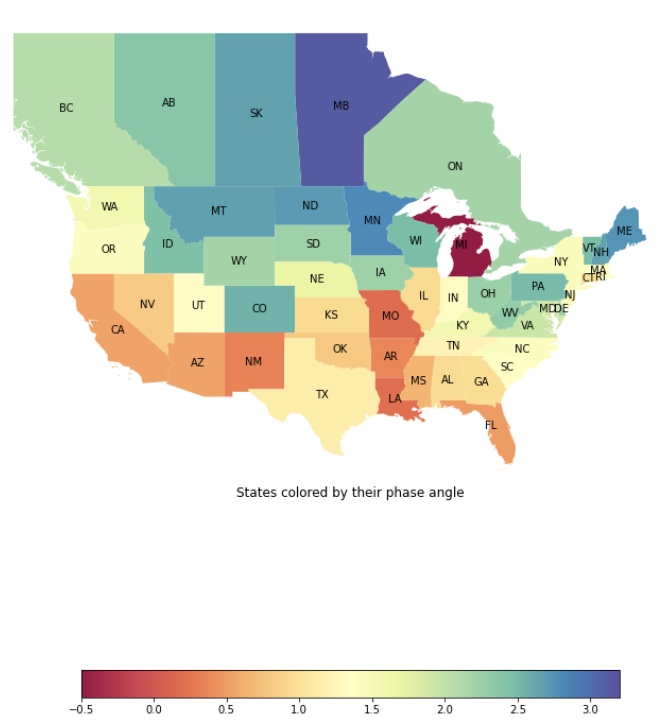 BC
AB
SK
MB
ON
WA
MT
ND
MN
ME
OR
ID
SD
WI
MI
VT
NH
WY
IA
NY
MA
CT RI
NV
UT
CO
NE
IL
IN
OH
PA
NJ
CA
KS
MO
WV
MD DE
KY
VA
AZ
NM
OK
AR
TN
NC
SC
TX
MS
AL
GA
LA
FL
States colored by their phase angle
−0.5 0.0 0.5 1.0 1.5 2.0 2.5 3.0